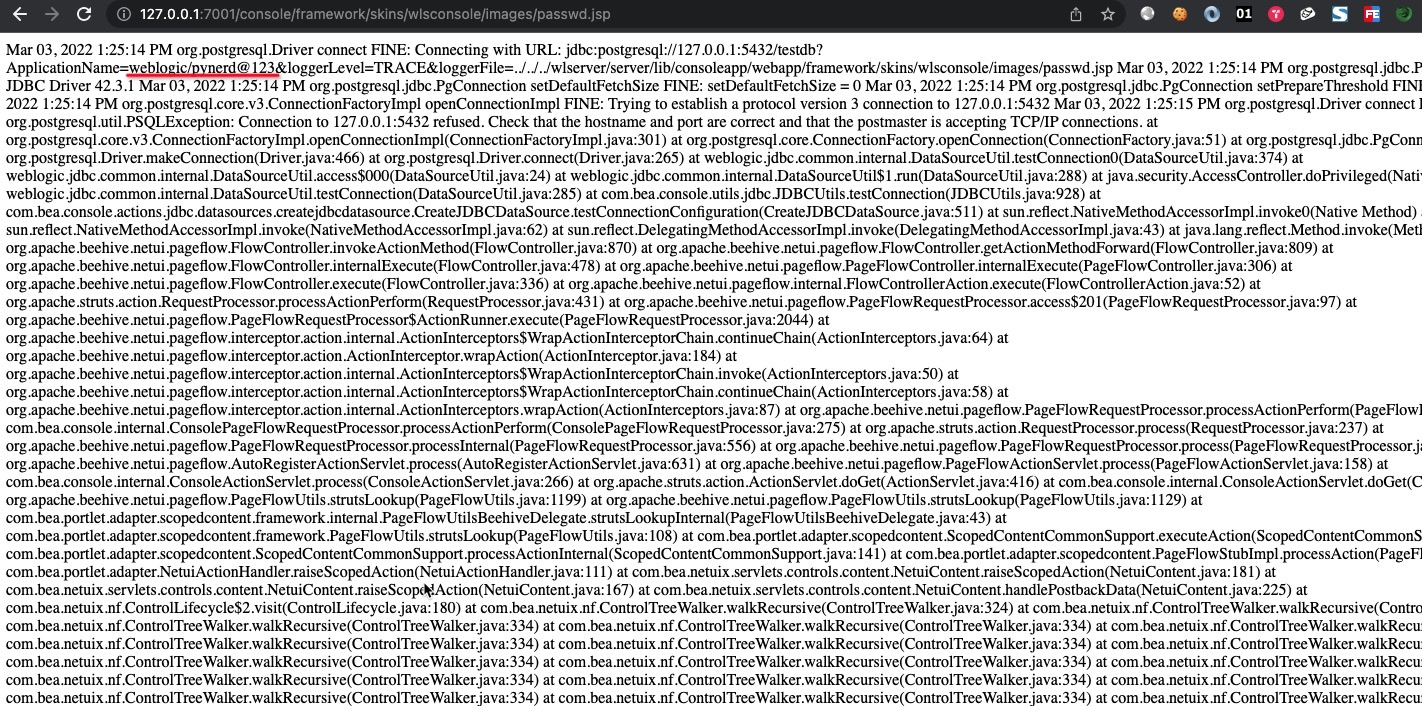 127.0.0.1:7001/console/framework/skins/wlsconsole/images/passwd.jsp
01
FE
Mar 03, 2022 1:25:14 PM org.postgresql.Driver connect FINE: Connecting with URL: jdbc:postgresql://127.0.0.1:5432/testdb?
ApplicationName=weblogic/pynerd@123&loggerLevel=TRACE&loggerFile=../../../wlserver/server/lib/consoleapp/webapp/framework/skins/wlsconsole/images/passwd.jsp Mar 03, 2022 1:25:14 PM org.postgresql.jdbc.P
JDBC Driver 42.3.1 Mar 03, 2022 1:25:14 PM org.postgresql.jdbc.PgConnection setDefaultFetchSize FINE: setDefaultFetchSize = 0 Mar 03, 2022 1:25:14 PM org.postgresql.jdbc.PgConnection setPrepareThreshold FINE
2022 1:25:14 PM org.postgresql.core.v3.ConnectionFactoryImpl openConnectionImpl FINE: Trying to establish a protocol version 3 connection to 127.0.0.1:5432 Mar 03, 2022 1:25:15 PM org.postgresql.Driver connect
org.postgresql.util.PSQLException: Connection to 127.0.0.1:5432 refused. Check that the hostname and port are correct and that the postmaster is accepting TCP/IP connections. at
org.postgresql.core.v3.ConnectionFactoryImpl.openConnectionImpl(ConnectionFactoryImpl.java:301) at org.postgresql.core.ConnectionFactory.openConnection(ConnectionFactory.java:51) at org.postgresql.jdbc.PgConn
org.postgresql.Driver.makeConnection(Driver.java:466) at org.postgresql.Driver.connect(Driver.java:265) at weblogic.jdbc.common.internal.DataSourceUtil.testConnection0(DataSourceUtil.java:374) at
weblogic.jdbc.common.internal.DataSourceUtil.access$000(DataSourceUtil.java:24) at weblogic.jdbc.common.internal.DataSourceUtil$1.run(DataSourceUtil.java:288) at java.security.AccessController.doPrivileged(Nativ
weblogic.jdbc.common.internal.DataSourceUtil.testConnection(DataSourceUtil.java:285) at com.bea.console.utils.jdbc.JDBCUtils.testConnection(JDBCUtils.java:928) at
com.bea.console.actions.jdbc.datasources.createjdbcdatasource.CreateJDBCDataSource.testConnectionConfiguration(CreateJDBCDataSource.java:511) at sun.reflect.NativeMethodAccessorImpl.invoke0(Native Method)
sun.reflect.NativeMethodAccessorImpl.invoke(NativeMethodAccessorImpl.java:62) at sun.reflect.DelegatingMethodAccessorImpl.invoke(DelegatingMethodAccessorImpl.java:43) at java.lang.reflect.Method.invoke(Meth
org.apache.beehive.netui.pageflow.FlowController.invokeActionMethod(FlowController.java:870) at org.apache.beehive.netui.pageflow.FlowController.getActionMethodForward(FlowController.java:809) at
org.apache.beehive.netui.pageflow.FlowController.internalExecute(FlowController.java:478) at org.apache.beehive.netui.pageflow.PageFlowController.internalExecute(PageFlowController.java:306) at
org.apache.beehive.netui.pageflow.FlowController.execute(FlowController.java:336) at org.apache.beehive.netui.pageflow.internal.FlowControllerAction.execute(FlowControllerAction.java:52) at
org.apache.struts.action.RequestProcessor.processActionPerform(RequestProcessor.java:431) at org.apache.beehive.netui.pageflow.PageFlowRequestProcessor.access$201(PageFlowRequestProcessor.java:97) at
org.apache.beehive.netui.pageflow.PageFlowRequestProcessor$ActionRunner.execute(PageFlowRequestProcessor.java:2044) at
org.apache.beehive.netui.pageflow.interceptor.action.internal.ActionInterceptors$WrapActionInterceptorChain.continueChain(ActionInterceptors.java:64) at
org.apache.beehive.netui.pageflow.interceptor.action.ActionInterceptor.wrapAction(ActionInterceptor.java:184) at
org.apache.beehive.netui.pageflow.interceptor.action.internal.ActionInterceptors$WrapActionInterceptorChain.invoke(ActionInterceptors.java:50) at
org.apache.beehive.netui.pageflow.interceptor.action.internal.ActionInterceptors$WrapActionInterceptorChain.continueChain(ActionInterceptors.java:58) at
org.apache.beehive.netui.pageflow.interceptor.action.internal.ActionInterceptors.wrapAction(ActionInterceptors.java:87) at org.apache.beehive.netui.pageflow.PageFlowRequestProcessor.processActionPerform(PageFlowI
com.bea.console.internal.ConsolePageFlowRequestProcessor.processActionPerform(ConsolePageFlowRequestProcessor.java:275) at org.apache.struts.action.RequestProcessor.process(RequestProcessor.java:237) at
org.apache.beehive.netui.pageflow.PageFlowRequestProcessor.processInternal(PageFlowRequestProcessor.java:556) at org.apache.beehive.netui.pageflow.PageFlowRequestProcessor.process(PageFlowRequestProcessor.ja
org.apache.beehive.netui.pageflow.AutoRegisterActionServlet.process(AutoRegisterActionServlet.java:631) at org.apache.beehive.netui.pageflow.PageFlowActionServlet.process(PageFlowActionServlet.java:158) at
com.bea.console.internal.ConsoleActionServlet.process(ConsoleActionServlet.java:266) at org.apache.struts.action.ActionServlet.doGet(ActionServlet.java:416) at com.bea.console.internal.ConsoleActionServlet.doGet(C
org.apache.beehive.netui.pageflow.PageFlowUtils.strutsLookup(PageFlowUtils.java:1199) at org.apache.beehive.netui.pageflow.PageFlowUtils.strutsLookup(PageFlowUtils.java:1129) at
com.bea.portlet.adapter.scopedcontent.framework.internal.PageFlowUtilsBeehiveDelegate.strutsLookupInternal(PageFlowUtilsBeehiveDelegate.java:43) at
com.bea.portlet.adapter.scopedcontent.framework.PageFlowUtils.strutsLookup(PageFlowUtils.java:108) at com.bea.portlet.adapter.scopedcontent.ScopedContentCommonSupport.executeAction(ScopedContentCommonS
com.bea.portlet.adapter.scopedcontent.ScopedContentCommonSupport.processActionInternal(ScopedContentCommonSupport.java:141) at com.bea.portlet.adapter.scopedcontent.PageFlowStubImpl.processAction(PageFl
com.bea.portlet.adapter.NetuiActionHandler.raiseScopedAction(NetuiActionHandler.java:111) at com.bea.netuix.servlets.controls.content.NetuiContent.raiseScopedAction(NetuiContent.java:181) at
com.bea.netuix.servlets.controls.content.NetuiContent.raiseScopedAction(NetuiContent.java:167) at com.bea.netuix.servlets.controls.content.NetuiContent.handlePostbackData(NetuiContent.java:225) at
com.bea.netuix.nf.ControlLifecycle$2.visit(ControlLifecycle.java:180) at com.bea.netuix.nf.ControlTreeWalker.walkRecursive(ControlTreeWalker.java:324) at com.bea.netuix.nf.ControlTreeWalker.walkRecursive(Contro
com.bea.netuix.nf.ControlTreeWalker.walkRecursive(ControlTreeWalker.java:334) at com.bea.netuix.nf.ControlTreeWalker.walkRecursive(ControlTreeWalker.java:334) at com.bea.netuix.nf.ControlTreeWalker.walkRecu
com.bea.netuix.nf.ControlTreeWalker.walkRecursive(ControlTreeWalker.java:334) at com.bea.netuix.nf.ControlTreeWalker.walkRecursive(ControlTreeWalker.java:334) at com.bea.netuix.nf.ControlTreeWalker.walkRecu
com.bea.netuix.nf.ControlTreeWalker.walkRecursive(ControlTreeWalker.java:334) at com.bea.netuix.nf.ControlTreeWalker.walkRecursive(ControlTreeWalker.java:334) at com.bea.netuix.nf.ControlTreeWalker.walkRecu
com.bea.netuix.nf.ControlTreeWalker.walkRecursive(ControlTreeWalker.java:334) at com.bea.netuix.nf.ControlTreeWalker.walkRecursive(ControlTreeWalker.java:334) at com.bea.netuix.nf.ControlTreeWalker.walkRecu
com.bea.netuix.nf.ControlTreeWalker.walkRecursive(ControlTreeWalker.java:334) at com.bea.netuix.nf.ControlTreeWalker.walkRecursive(ControlTreeWalker.java:334) at com.bea.netuix.nf.ControlTreeWalker.walkRecu